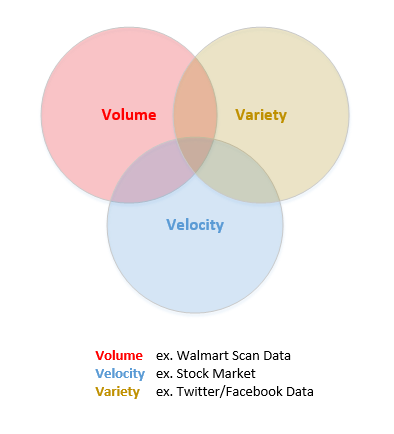 Volume
Variety
Velocity
Volume ex. Walmart Scan Data
Velocity ex. Stock Market
Variety ex. Twitter/Facebook Data